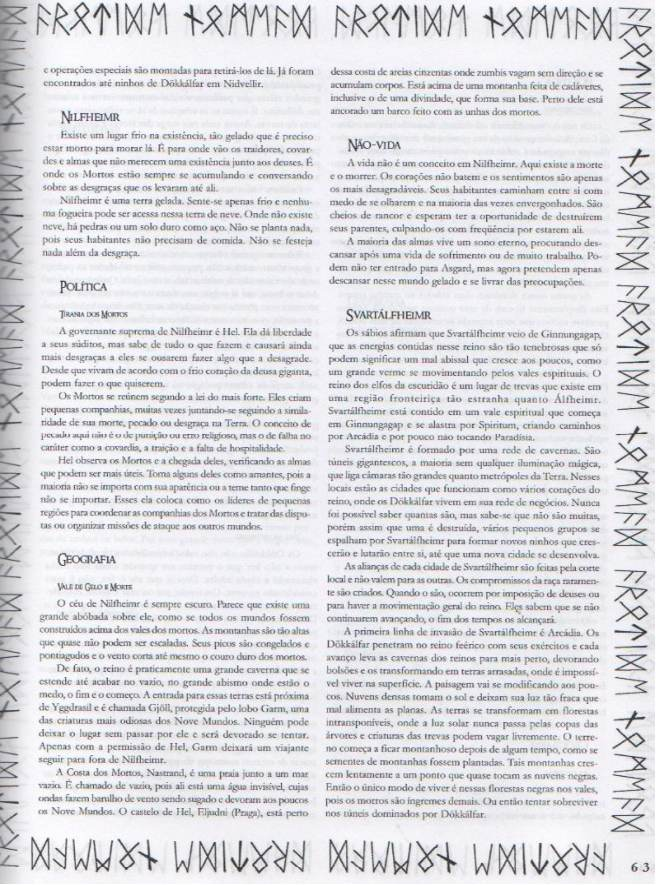 e operações especiais são montadas para retirá-los de lá. Já foram
encontrados até ninhos de Dökkálfar em Nidvellir.
NILFHEIMR
Existe um lugar frio na existência, tão gelado que é preciso
estar morto para morar lá. É para onde vão os traidores, covar-
des e almas que não merecem uma existência junto aos deuses. É
onde os Mortos estão sempre se acumulando e conversando
sobre as desgraças que os levaram até ali.
Nilfheimr é uma terra gelada. Sente-se apenas frio e nenhu-
ma fogueira pode ser acessa nessa terra de neve. Onde não existe
neve, há pedras ou um solo duro como aço. Não se planta nada,
pois seus habitantes não precisam de comida. Não se festeja
nada além da desgraça.
POLÍTICA
TIRANIA DOS MORTOS
A governante suprema de Nilfheimr é Hel. Ela dá liberdade
a seus súditos, mas sabe de tudo o que fazem e causará ainda
mais desgraças a eles se ousarem fazer algo que a desagrade.
Desde que vivam de acordo com o frio coração da deusa giganta,
podem fazer o que quiserem.
Os Mortos se reúnem segundo a lei do mais forte. Eles criam
pequenas companhias, muitas vezes juntando-se seguindo a simila-
ridade de sua morte, pecado ou desgraça na Terra. O conceito de
pecado aqui não é o de punição ou erro religioso, mas o de falha no
caráter como a covardia, a traição e a falta de hospitalidade.
Hel observa os Mortos e a chegada deles, verificando as almas
que podem ser mais úteis. Toma alguns deles como amantes, pois a
maioria não se importa com sua aparência ou a teme tanto que finge
não se importar. Esses ela coloca como os líderes de pequenas
regiões para coordenar as companhias dos Mortos e tratar das dispu-
tas ou organizar missões de ataque aos outros mundos.
GEOGRAFIA
VALE DE GELO E MORTE
O céu de Nilfheimr é sempre escuro. Parece que existe uma
grande abóbada sobre ele, como se todos os mundos fossem
construídos acima dos vales dos mortos. As montanhas são tão altas
que quase não podem ser escaladas. Seus picos são congelados e
pontiagudos e o vento corta até mesmo o couro duro dos mortos.
De fato, o reino é praticamente uma grande caverna que se
estende até acabar no vazio, no grande abismo onde estão o
medo, o fim e o começo. A entrada para essas terras está próxima
de Yggdrasil e é chamada Gjöll, protegida pelo lobo Garm, uma
das criaturas mais odiosas dos Nove Mundos. Ninguém pode
deixar o lugar sem passar por ele e será devorado se tentar.
Apenas com a permissão de Hel, Garm deixará um viajante
seguir para fora de Nilfheimr.
A Costa dos Mortos, Nastrand, é uma praia junto a um mar
vazio. É chamado de vazio, pois ali está uma água invisível, cujas
ondas fazem barulho de vento sendo sugado e devoram aos poucos
os Nove Mundos. O castelo de Hel, Eljudni (Praga), está perto
dessa costa de areias cinzentas onde zumbis vagam sem direção e se
acumulam corpos. Está acima de uma montanha feita de cadáveres,
inclusive o de uma divindade, que forma sua base. Perto dele está
ancorado um barco feito com as unhas dos mortos.
NÃO-VIDA
A vida não é um conceito em Nilfheimr. Aqui existe a morte
e o morrer. Os corações não batem e os sentimentos são apenas
os mais desagradáveis. Seus habitantes caminham entre si com
medo de se olharem e na maioria das vezes envergonhados. São
cheios de rancor e esperam ter a oportunidade de destruírem
seus parentes, culpando-os com freqüência por estarem ali.
A maioria das almas vive um sono eterno, procurando des-
cansar após uma vida de sofrimento ou de muito trabalho. Po-
dem não ter entrado para Asgard, mas agora pretendem apenas
descansar nesse mundo gelado e se livrar das preocupações.
SVARTÁLFHEIMR
Os sábios afirmam que Svartálfheimr veio de Ginnungagap,
que as energias contidas nesse reino são tão tenebrosas que só
podem significar um mal abissal que cresce aos poucos, como
um grande verme se movimentando pelos vales espirituais. O
reino dos elfos da escuridão é um lugar de trevas que existe em
uma região fronteiriça tão estranha quanto Álfheimr.
Svartálfheimr está contido em um vale espiritual que começa
em Ginnungagap e se alastra por Spiritum, criando caminhos
por Arcádia e por pouco não tocando Paradísia.
Svartálfheimr é formado por uma rede de cavernas. São
túneis gigantescos, a maioria sem qualquer iluminação mágica,
que liga câmaras tão grandes quanto metrópoles da Terra. Nesses
locais estão as cidades que funcionam como vários corações do
reino, onde os Dökkálfar vivem em sua rede de negócios. Nunca
foi possível saber quantas são, mas sabe-se que não são muitas,
porém assim que uma é destruída, vários pequenos grupos se
espalham por Svartálfheimr para formar novos ninhos que cres-
cerão e lutarão entre si, até que uma nova cidade se desenvolva.
As alianças de cada cidade de Svartálfheimr são feitas pela corte
local e não valem para as outras. Os compromissos da raça raramen-
te são criados. Quando o são, ocorrem por imposição de deuses ou
para haver a movimentação geral do reino. Eles sabem que se não
continuarem avançando, o fim dos tempos os alcançará.
A primeira linha de invasão de Svartálfheimr é Arcádia. Os
Dökkálfar penetram no reino feérico com seus exércitos e cada
avanço leva as cavernas dos reinos para mais perto, devorando
bolsões e os transformando em terras arrasadas, onde é impossí-
vel viver na superfície. A paisagem vai se modificando aos pou-
cos. Nuvens densas tomam o sol e deixam sua luz tão fraca que
mal alimenta as plantas. As terras se transformam em florestas
intransponíveis, onde a luz solar nunca passa pelas copas das
árvores e criaturas das trevas podem vagar livremente. O terre-
no começa a ficar montanhoso depois de algum tempo, como se
sementes de montanhas fossem plantadas. Tais montanhas cres-
cem lentamente a um ponto que quase tocam as nuvens negras.
Então o único modo de viver é nessas florestas negras nos vales,
pois os morros são íngremes demais. Ou então tentar sobreviver
nos túneis dominados por Dökkálfar.
63